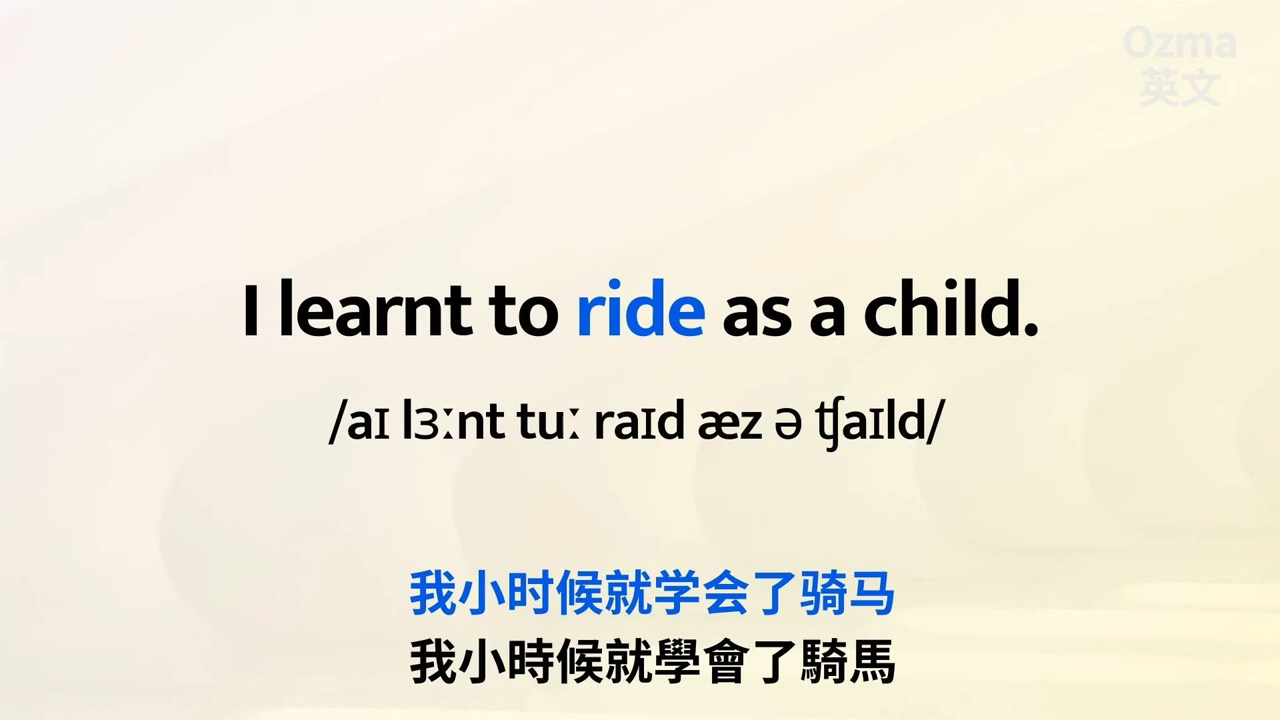 Ozma
英文
I learnt to ride as a child.
/aɪ lɜːnt tuː raɪd æz ə ʧaɪld/
我小时候就学会了骑马
我小時候就學會了騎馬